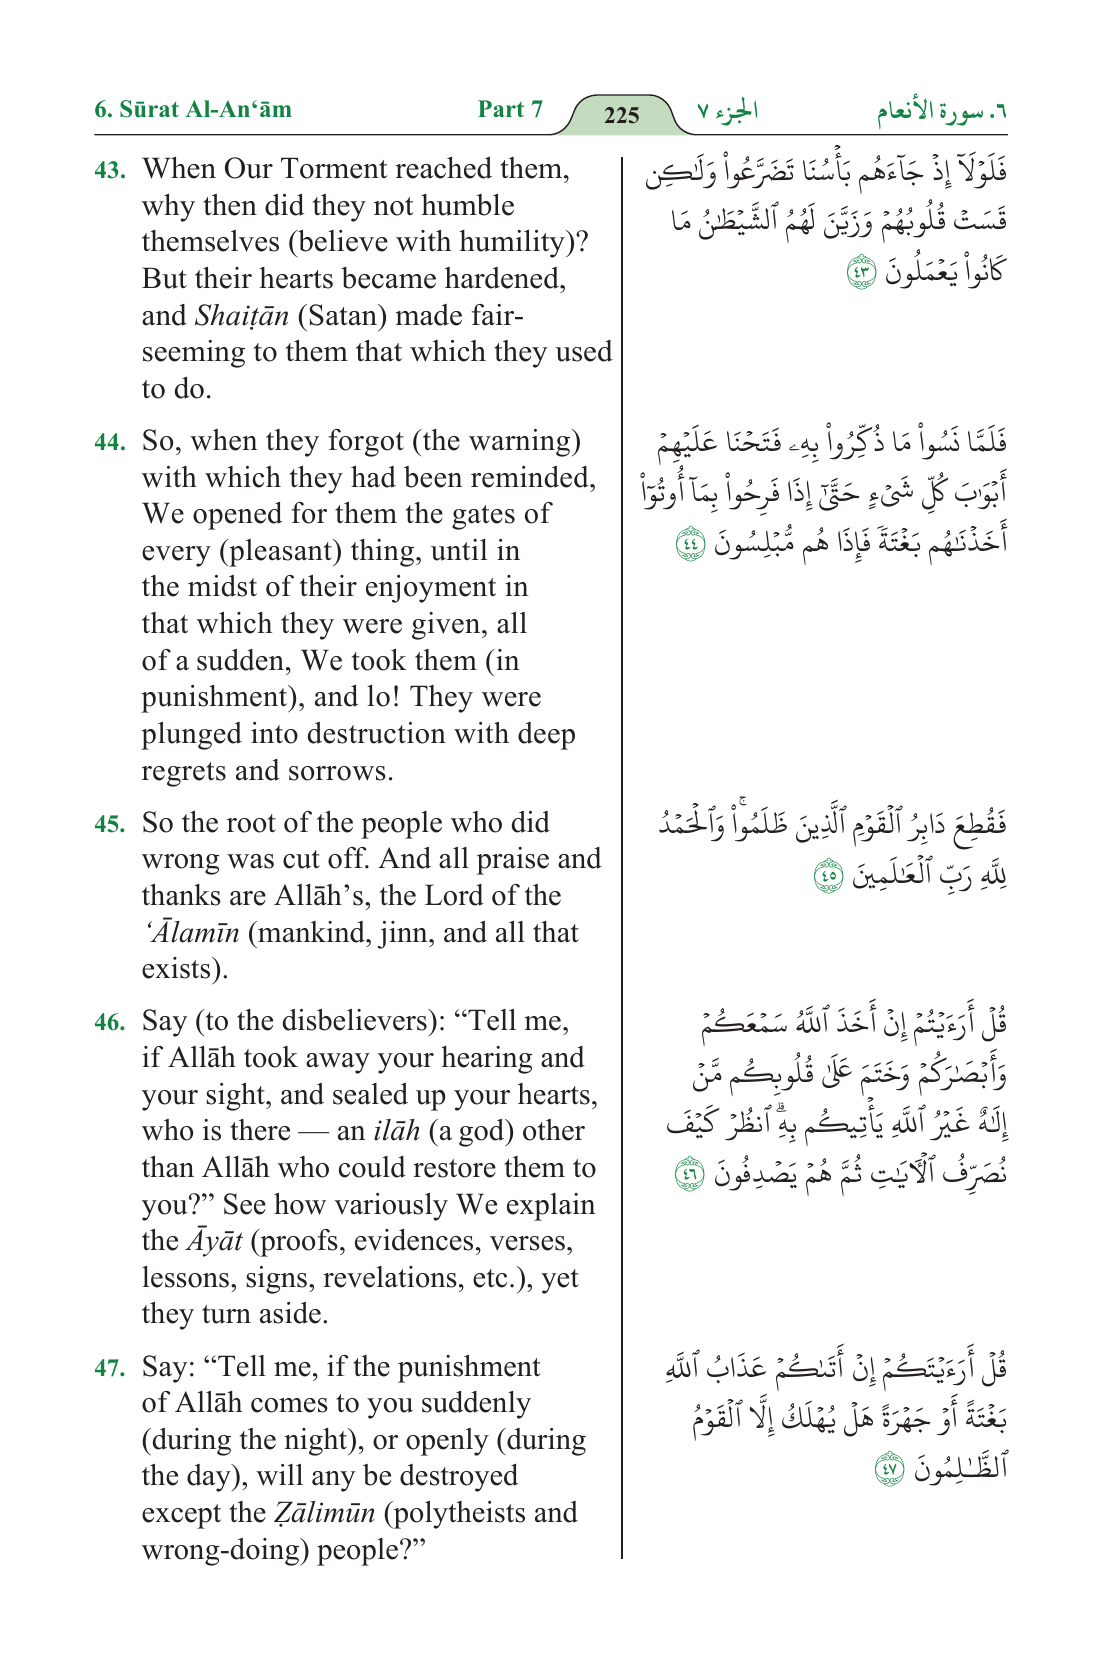 6. Sūrat Al-An‘ām Part 7 225 الجزء ٧ ٦. سورة الأنعام
43. When Our Torment reached them,
why then did they not humble
themselves (believe with humility)?
But their hearts became hardened,
and Shaiṭān (Satan) made fair-
seeming to them that which they used
to do.
فَلَوۡلَآ إِذۡ جَآءَهُم بَأۡسُنَا تَضَرَّعُواْ وَلَٰكِن
قَسَتۡ قُلُوبُهُمۡ وَزَيَّنَ لَهُمُ ٱلشَّيۡطَٰنُ مَا
كَانُواْ يَعۡمَلُونَ ٤٣
44. So, when they forgot (the warning)
with which they had been reminded,
We opened for them the gates of
every (pleasant) thing, until in
the midst of their enjoyment in
that which they were given, all
of a sudden, We took them (in
punishment), and lo! They were
plunged into destruction with deep
regrets and sorrows.
فَلَمَّا نَسُواْ مَا ذُكِّرُواْ بِهِۦ فَتَحۡنَا عَلَيۡهِمۡ
أَبۡوَٰبَ كُلِّ شَيۡءٍ حَتَّىٰٓ إِذَا فَرِحُواْ بِمَآ أُوتُوٓاْ
أَخَذۡنَٰهُم بَغۡتَةٗ فَإِذَا هُم مُّبۡلِسُونَ ٤٤
45. So the root of the people who did
wrong was cut off. And all praise and
thanks are Allāh’s, the Lord of the
‘Ālamīn (mankind, jinn, and all that
exists).
فَقُطِعَ دَابِرُ ٱلۡقَوۡمِ ٱلَّذِينَ ظَلَمُواْۚ وَٱلۡحَمۡدُ
لِلَّهِ رَبِّ ٱلۡعَٰلَمِينَ ٤٥
46. Say (to the disbelievers): “Tell me,
if Allāh took away your hearing and
your sight, and sealed up your hearts,
who is there — an ilāh (a god) other
than Allāh who could restore them to
you?” See how variously We explain
the Āyāt (proofs, evidences, verses,
lessons, signs, revelations, etc.), yet
they turn aside.
قُلۡ أَرَءَيۡتُمۡ إِنۡ أَخَذَ ٱللَّهُ سَمۡعَكُمۡ
وَأَبۡصَٰرَكُمۡ وَخَتَمَ عَلَىٰ قُلُوبِكُم مَّنۡ
إِلَٰهٌ غَيۡرُ ٱللَّهِ يَأۡتِيكُم بِهِۗ ٱنظُرۡ كَيۡفَ
نُصَرِّفُ ٱلۡأٓيَٰتِ ثُمَّ هُمۡ يَصۡدِفُونَ ٤٦
47. Say: “Tell me, if the punishment
of Allāh comes to you suddenly
(during the night), or openly (during
the day), will any be destroyed
except the Ẓālimūn (polytheists and
wrong-doing) people?”
قُلۡ أَرَءَيۡتَكُمۡ إِنۡ أَتَىٰكُمۡ عَذَابُ ٱللَّهِ
بَغۡتَةً أَوۡ جَهۡرَةً هَلۡ يُهۡلَكُ إِلَّا ٱلۡقَوۡمُ
ٱلظَّٰلِمُونَ ٤٧